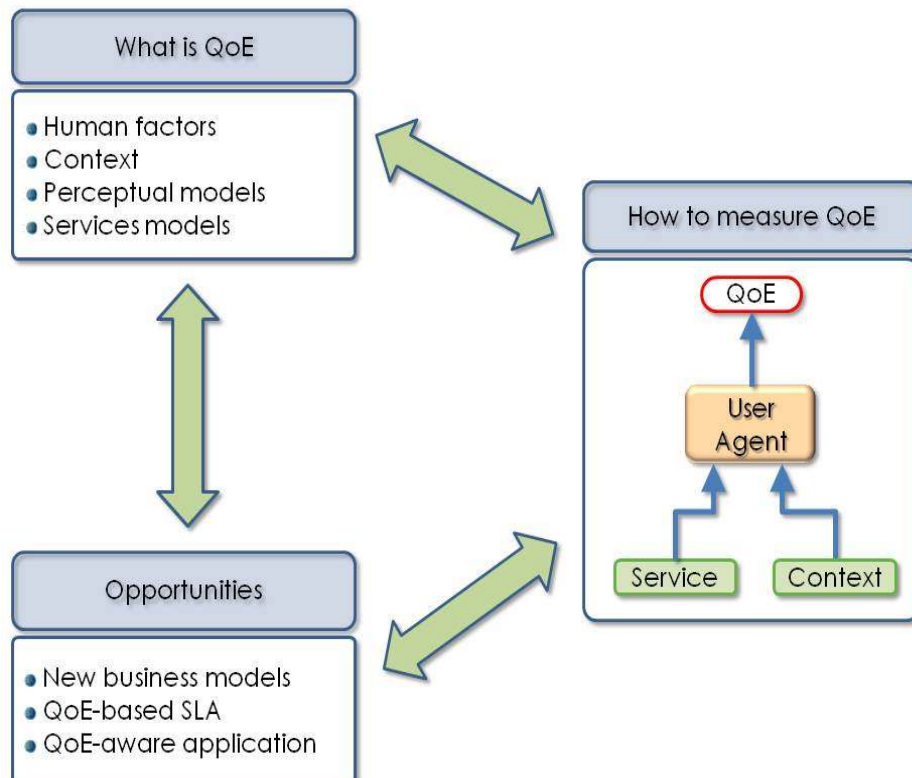 What is QoE
Human factors
Context
Perceptual models
Services models
How to measure QoE
QoE
User
Agent
Service
Context
Opportunities
New business models
QoE-based SLA
QoE-aware application